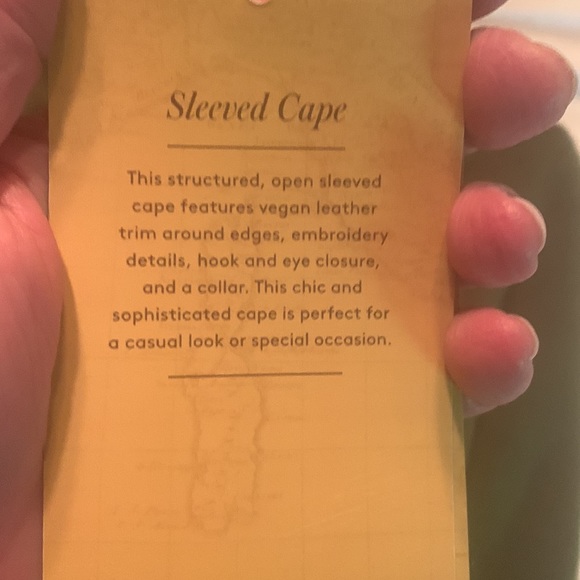 Sleeved Cape
This structured, open sleeved
cape features vegan leather
trim around edges, embroidery
details, hook and eye closure,
and a collar. This chic and
sophisticated cape is perfect for
a casual look or special occasion.